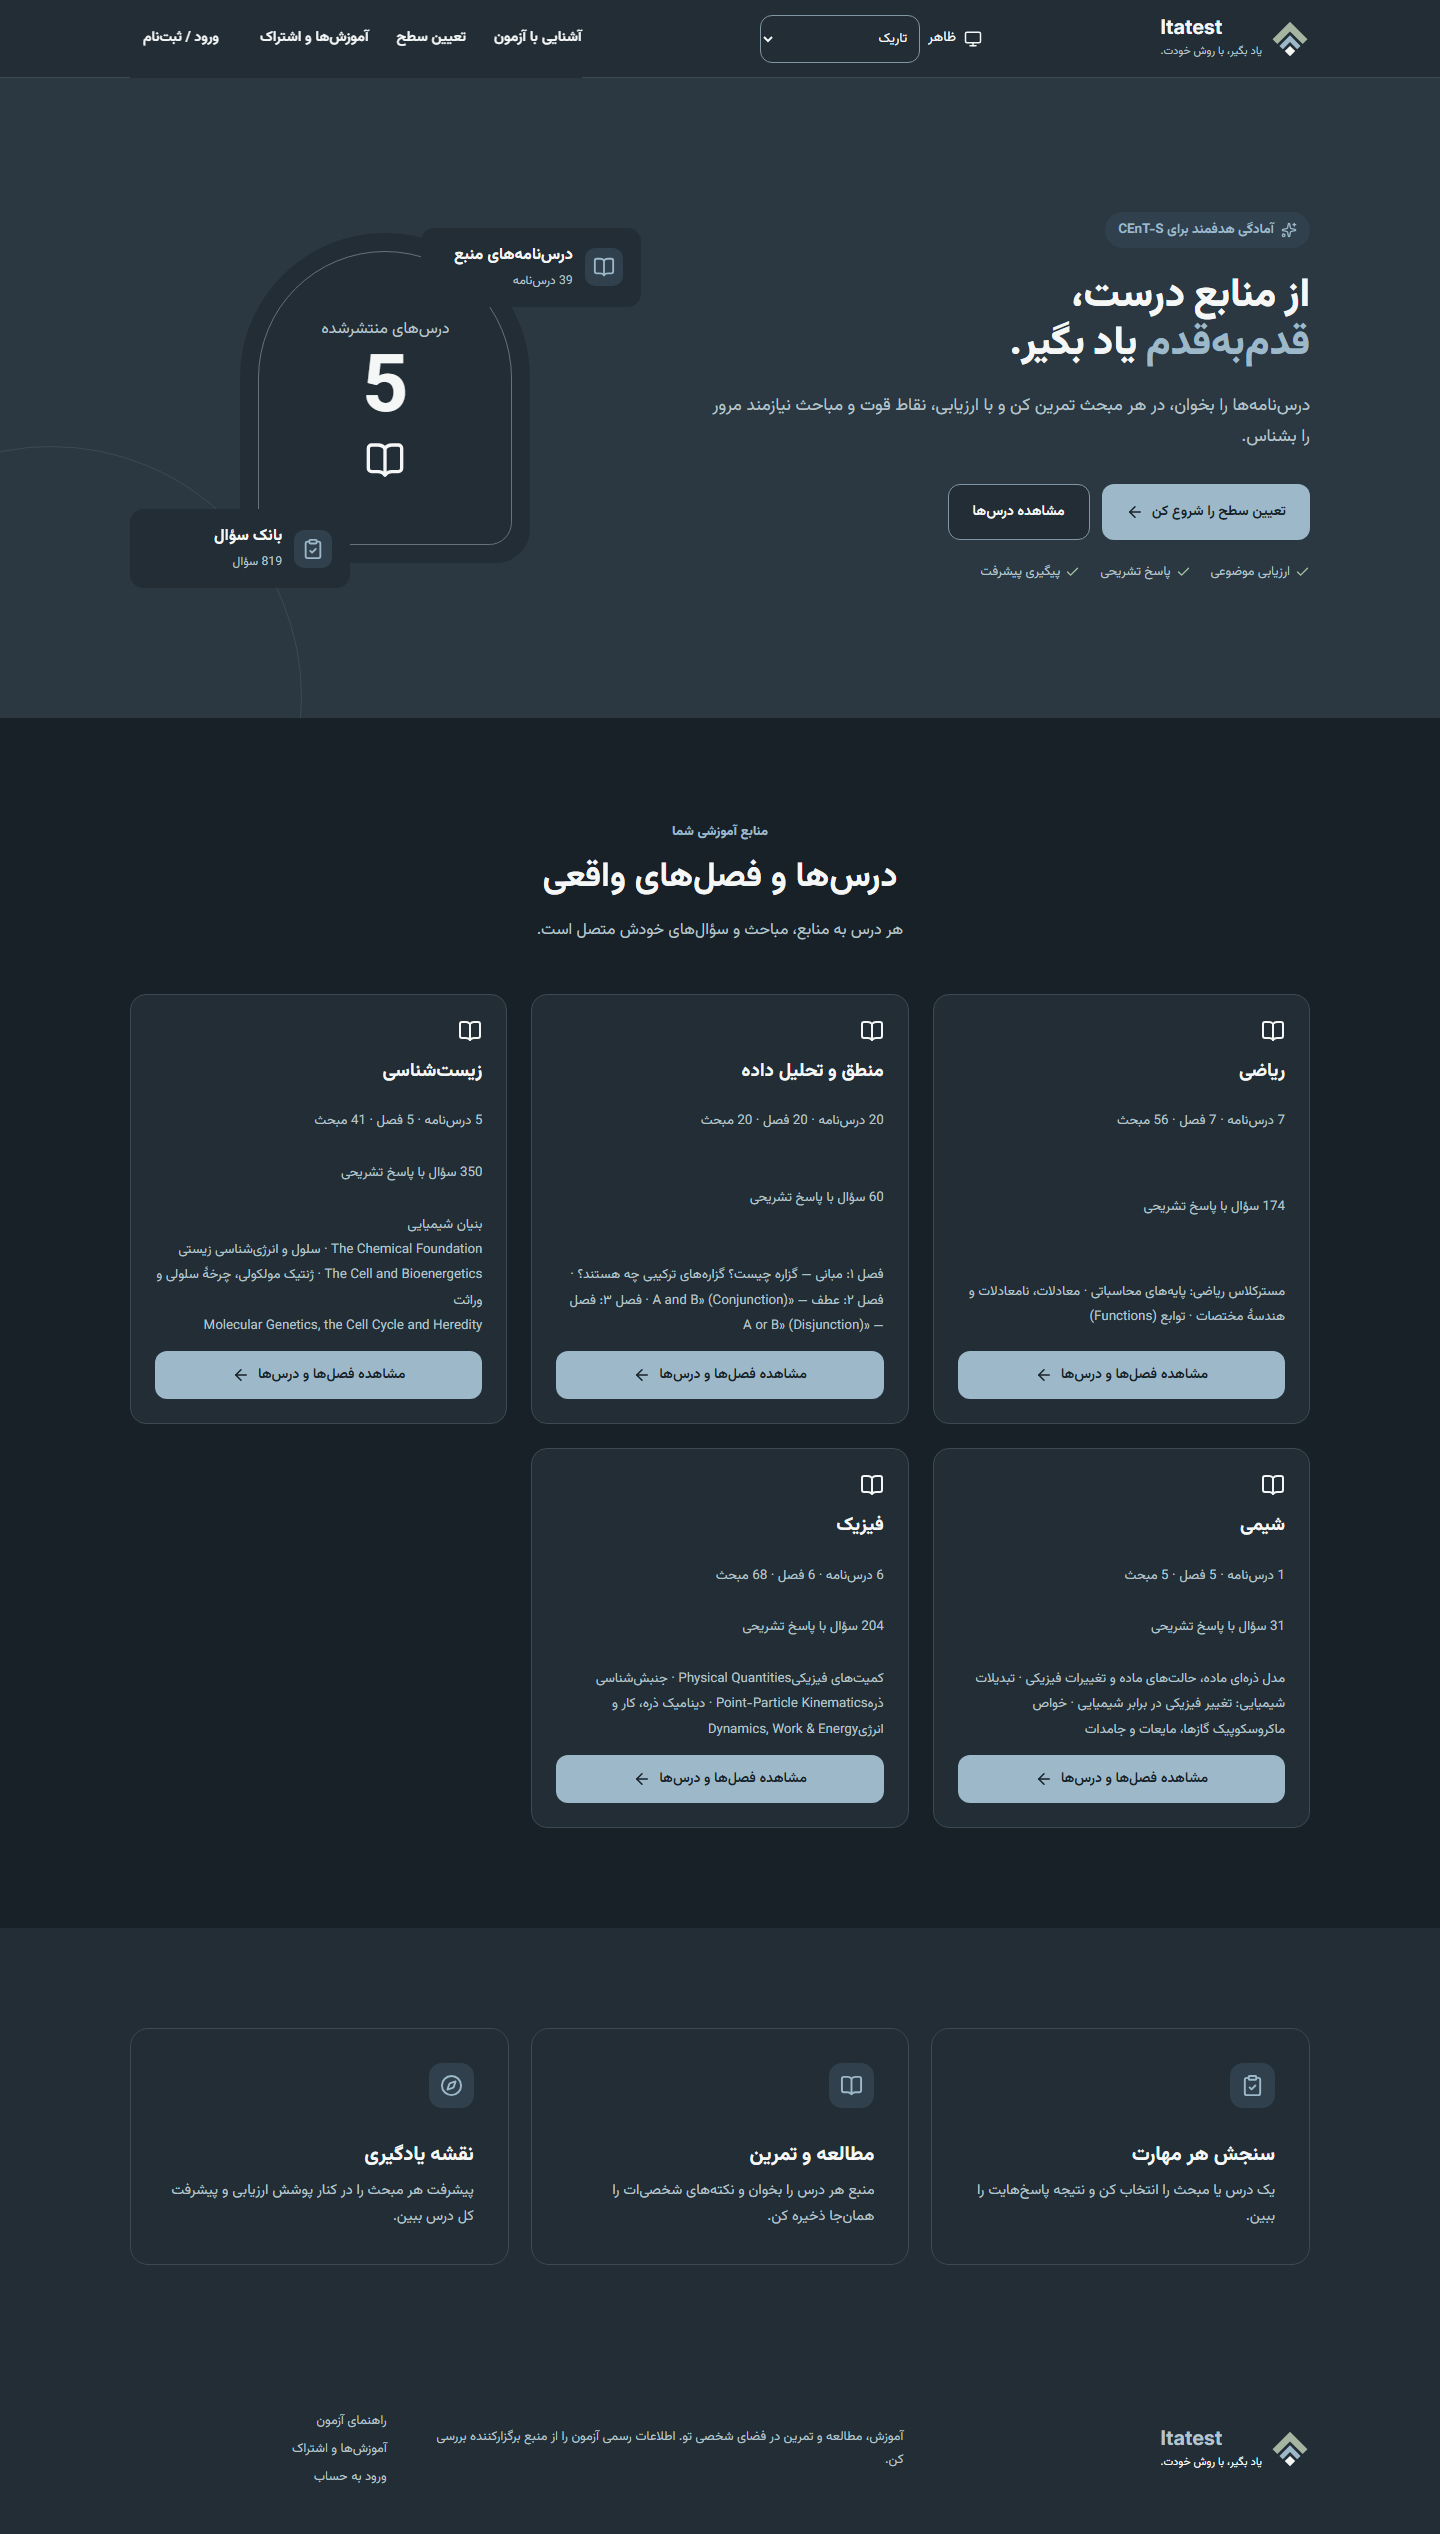 Itatest
یاد بگیر، با روش خودت.
ظاهر
تاریک
آشنایی با آزمون
تعیین سطح
آموزش‌ها و اشتراک
ورود / ثبت‌نام
آمادگی هدفمند برای CEnT-S
از منابع درست،
قدم‌به‌قدم یاد بگیر.
درس‌نامه‌ها را بخوان، در هر مبحث تمرین کن و با ارزیابی، نقاط قوت و مباحث نیازمند مرور
را بشناس.
تعیین سطح را شروع کن
مشاهده درس‌ها
ارزیابی موضوعی
پاسخ تشریحی
پیگیری پیشرفت
درس‌نامه‌های منبع
39 درس‌نامه
درس‌های منتشرشده
5
بانک سؤال
819 سؤال
منابع آموزشی شما
درس‌ها و فصل‌های واقعی
هر درس به منابع، مباحث و سؤال‌های خودش متصل است.
ریاضی
7 درس‌نامه · 7 فصل · 56 مبحث
174 سؤال با پاسخ تشریحی
مسترکلاس ریاضی: پایه‌های محاسباتی · معادلات، نامعادلات و
هندسهٔ مختصات · توابع (Functions)
مشاهده فصل‌ها و درس‌ها
منطق و تحلیل داده
20 درس‌نامه · 20 فصل · 20 مبحث
60 سؤال با پاسخ تشریحی
فصل ۱: مبانی — گزاره چیست؟ گزاره‌های ترکیبی چه هستند؟ ·
فصل ۲: عطف — «A and B» (Conjunction) · فصل ۳: فصل
— «A or B» (Disjunction)
مشاهده فصل‌ها و درس‌ها
زیست‌شناسی
5 درس‌نامه · 5 فصل · 41 مبحث
350 سؤال با پاسخ تشریحی
بنیان شیمیایی
The Chemical Foundation · سلول و انرژی‌شناسی زیستی
The Cell and Bioenergetics · ژنتیک مولکولی، چرخهٔ سلولی و
وراثت
Molecular Genetics, the Cell Cycle and Heredity
مشاهده فصل‌ها و درس‌ها
شیمی
1 درس‌نامه · 5 فصل · 5 مبحث
31 سؤال با پاسخ تشریحی
مدل ذره‌ای ماده، حالت‌های ماده و تغییرات فیزیکی · تبدیلات
شیمیایی: تغییر فیزیکی در برابر شیمیایی · خواص
ماکروسکوپیک گازها، مایعات و جامدات
مشاهده فصل‌ها و درس‌ها
فیزیک
6 درس‌نامه · 6 فصل · 68 مبحث
204 سؤال با پاسخ تشریحی
کمیت‌های فیزیکیPhysical Quantities · جنبش‌شناسی
ذرهPoint-Particle Kinematics · دینامیک ذره، کار و
انرژیDynamics, Work & Energy
مشاهده فصل‌ها و درس‌ها
سنجش هر مهارت
یک درس یا مبحث را انتخاب کن و نتیجه پاسخ‌هایت را
ببین.
مطالعه و تمرین
منبع هر درس را بخوان و نکته‌های شخصی‌ات را
همان‌جا ذخیره کن.
نقشه یادگیری
پیشرفت هر مبحث را در کنار پوشش ارزیابی و پیشرفت
کل درس ببین.
Itatest
یاد بگیر، با روش خودت.
آموزش، مطالعه و تمرین در فضای شخصی تو. اطلاعات رسمی آزمون را از منبع برگزارکننده بررسی
کن.
راهنمای آزمون
آموزش‌ها و اشتراک
ورود به حساب